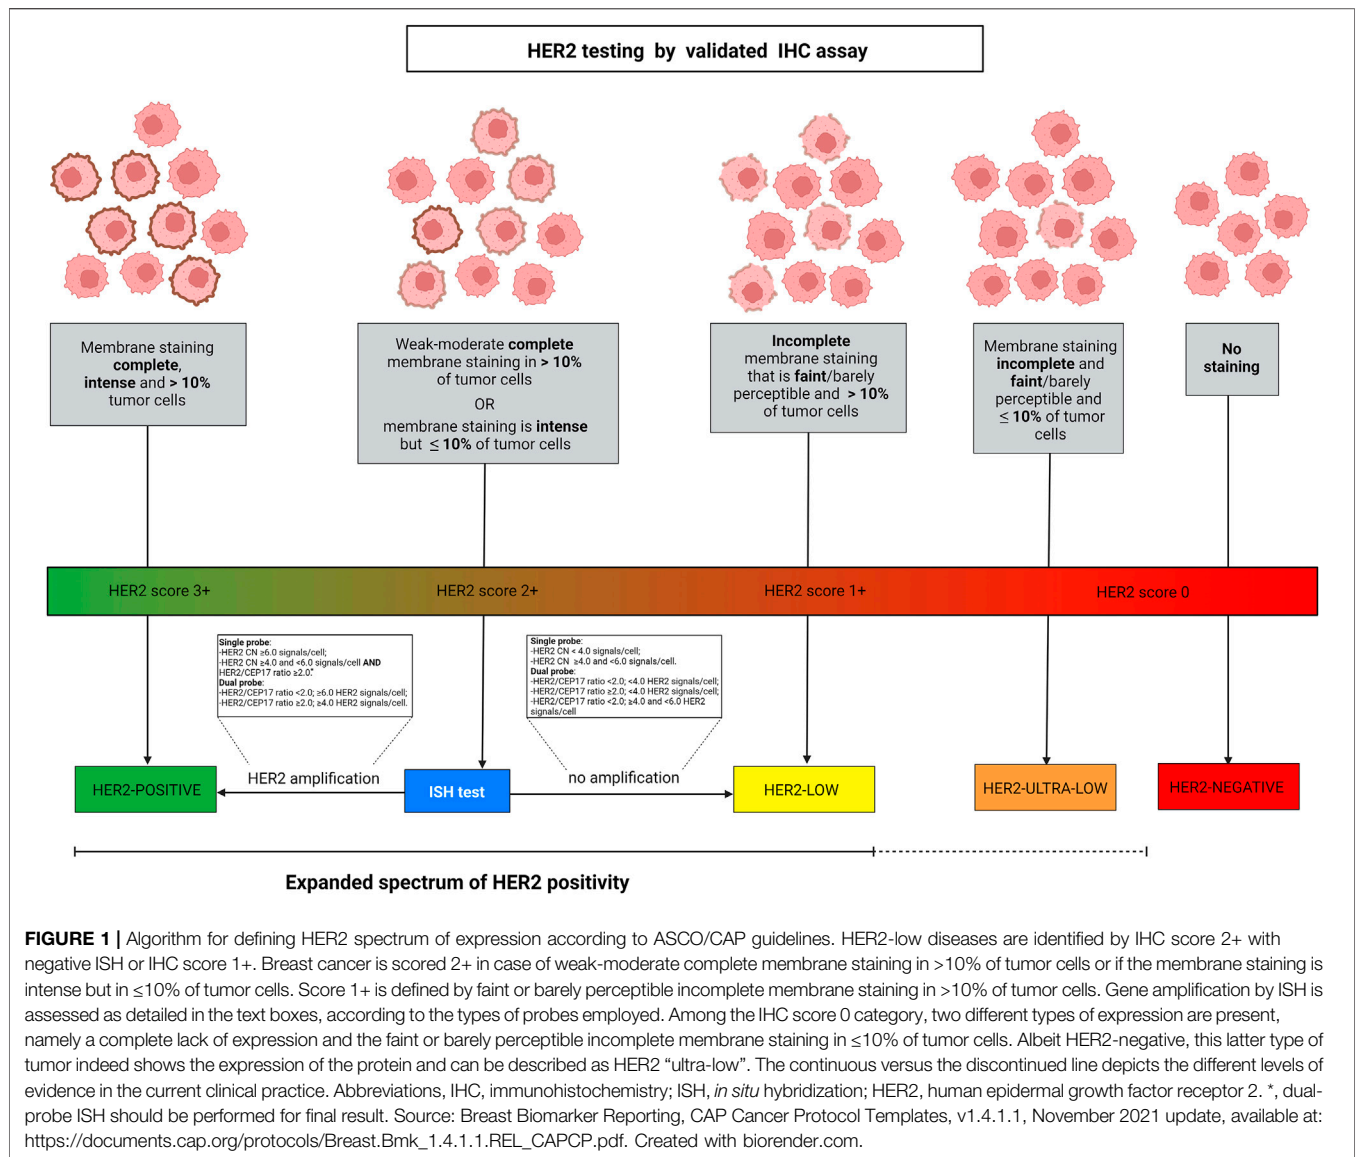 HER2 testing by validated IHC assay
Membrane staining
complete,
intense and > 10%
tumor cells
Weak-moderate complete
membrane staining in > 10%
of tumor cells
OR
membrane staining is intense
but ≤ 10% of tumor cells
Incomplete
membrane staining
that is faint/barely
perceptible and > 10%
of tumor cells
Membrane staining
incomplete and
faint/barely
perceptible and
≤ 10% of tumor
cells
No
staining
HER2 score 3+
HER2 score 2+
HER2 score 1+
HER2 score 0
Single probe:
-HER2 CN ≥6.0 signals/cell;
-HER2 CN ≥4.0 and <6.0 signals/cell AND
HER2/CEP17 ratio ≥2.0.*
Dual probe:
-HER2/CEP17 ratio <2.0; ≥6.0 HER2 signals/cell;
-HER2/CEP17 ratio ≥2.0; ≥4.0 HER2 signals/cell.
Single probe:
-HER2 CN < 4.0 signals/cell;
-HER2 CN ≥4.0 and <6.0 signals/cell.
Dual probe:
-HER2/CEP17 ratio <2.0; <4.0 HER2 signals/cell;
-HER2/CEP17 ratio ≥2.0; <4.0 HER2 signals/cell;
-HER2/CEP17 ratio <2.0; ≥4.0 and <6.0 HER2
signals/cell
HER2-POSITIVE
HER2 amplification
ISH test
no amplification
HER2-LOW
HER2-ULTRA-LOW
HER2-NEGATIVE
Expanded spectrum of HER2 positivity
FIGURE 1 | Algorithm for defining HER2 spectrum of expression according to ASCO/CAP guidelines. HER2-low diseases are identified by IHC score 2+ with
negative ISH or IHC score 1+. Breast cancer is scored 2+ in case of weak-moderate complete membrane staining in >10% of tumor cells or if the membrane staining is
intense but in ≤10% of tumor cells. Score 1+ is defined by faint or barely perceptible incomplete membrane staining in >10% of tumor cells. Gene amplification by ISH is
assessed as detailed in the text boxes, according to the types of probes employed. Among the IHC score 0 category, two different types of expression are present,
namely a complete lack of expression and the faint or barely perceptible incomplete membrane staining in ≤10% of tumor cells. Albeit HER2-negative, this latter type of
tumor indeed shows the expression of the protein and can be described as HER2 “ultra-low”. The continuous versus the discontinued line depicts the different levels of
evidence in the current clinical practice. Abbreviations, IHC, immunohistochemistry; ISH, in situ hybridization; HER2, human epidermal growth factor receptor 2. *, dual-
probe ISH should be performed for final result. Source: Breast Biomarker Reporting, CAP Cancer Protocol Templates, v1.4.1.1, November 2021 update, available at:
https://documents.cap.org/protocols/Breast.Bmk_1.4.1.1.REL_CAPCP.pdf. Created with biorender.com.